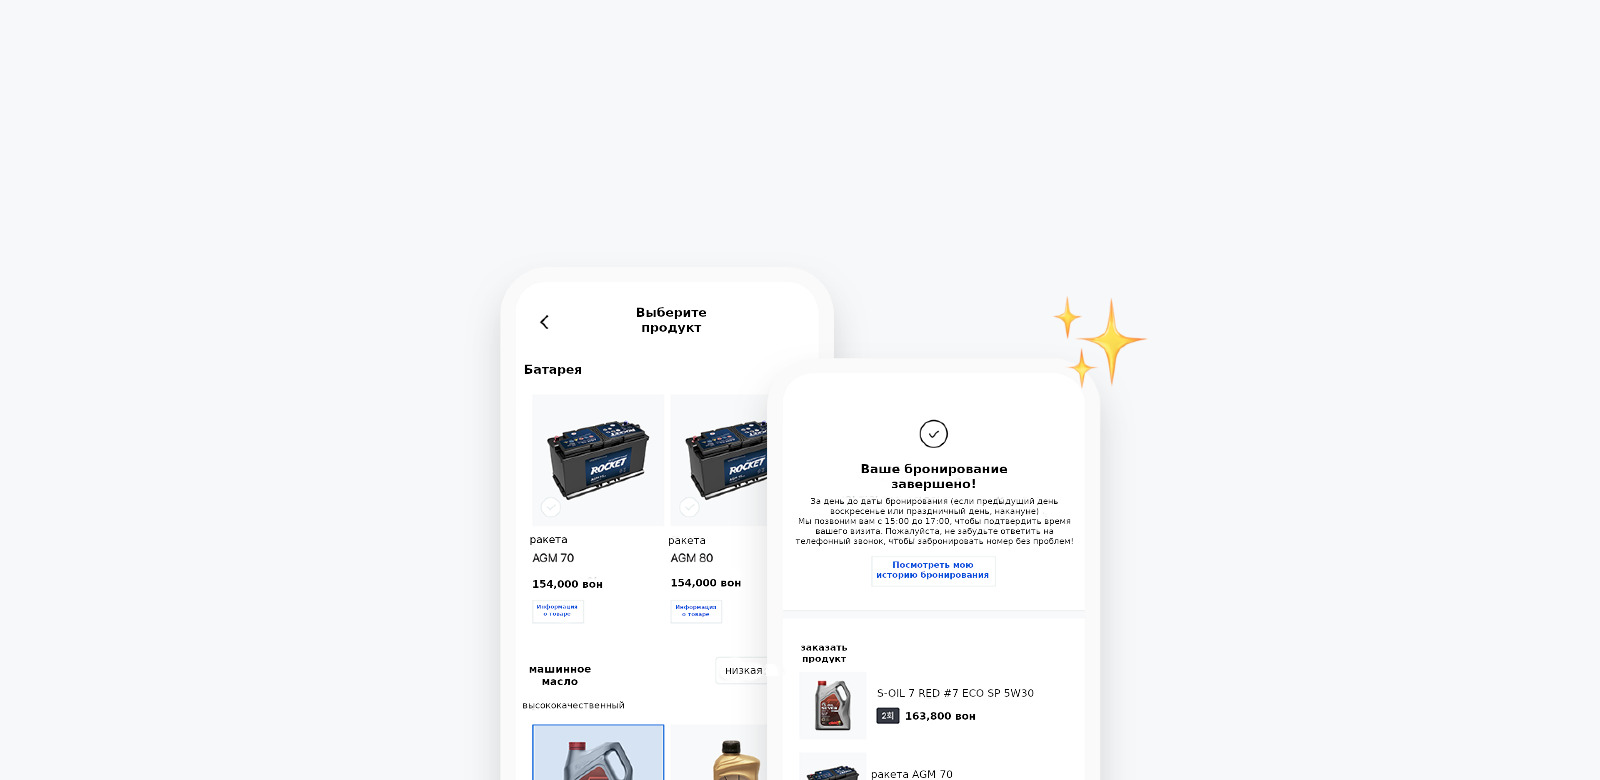 Выберите
продукт
Батарея
ROCKET
ROCKET
ракета
AGM 70
154,000 вон
Информация
о товаре
ракета
AGM 80
154,000 вон
Информация
о товаре
машинное
масло
низкая
высококачественный
Ваше бронирование
завершено!
За день до даты бронирования (если предыдущий день
воскресенье или праздничный день, накануне)
Мы позвоним вам с 15:00 до 17:00, чтобы подтвердить время
вашего визита. Пожалуйста, не забудьте ответить на
телефонный звонок, чтобы забронировать номер без проблем!
Посмотреть мою
историю бронирования
заказать
продукт
S-OIL 7 RED #7 ECO SP 5W30
2회 163,800 вон
ракета AGM 70